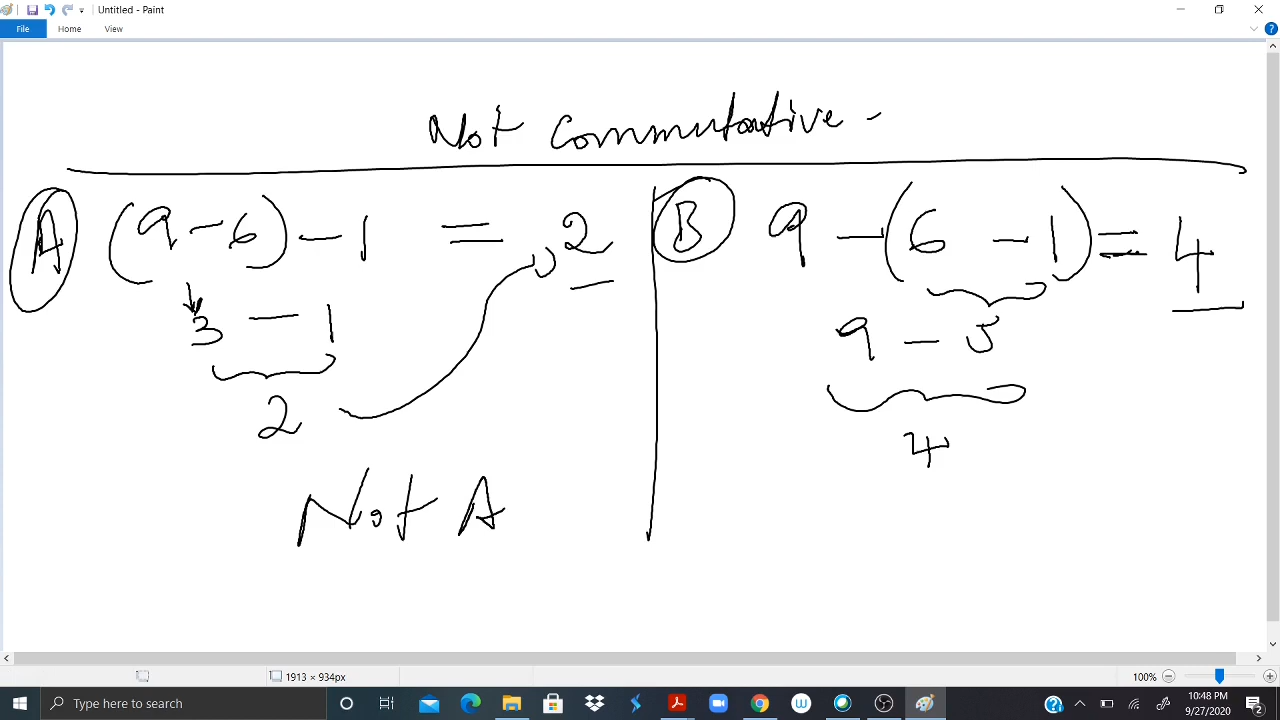 Untitled - Paint
File Home View
Not Commutative
A (9 - 6) - 1 = 2
3 - 1
2
Not A
B 9 - (6 - 1) = 4
9 - 5
4
1913 × 934px
100%
Type here to search
10:48 PM
9/27/2020